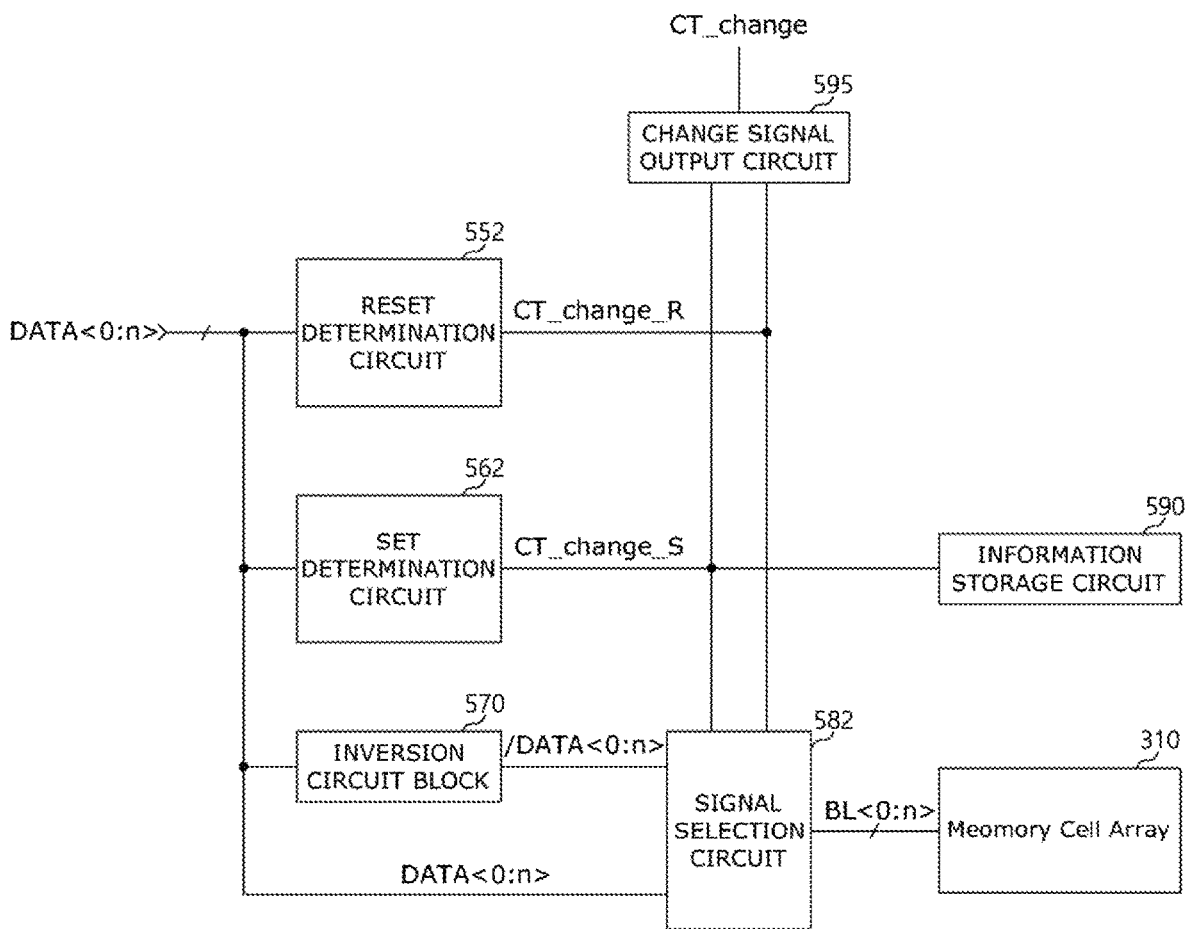 CT_change
595
CHANGE SIGNAL
OUTPUT CIRCUIT
552
RESET
DETERMINATION
CIRCUIT
CT_change_R
DATA<0:n>
562
SET
DETERMINATION
CIRCUIT
CT_change_S
590
INFORMATION
STORAGE CIRCUIT
570
INVERSION
CIRCUIT BLOCK
/DATA<0:n>
582
SIGNAL
SELECTION
CIRCUIT
310
BL<0:n>
Meomory Cell Array
DATA<0:n>